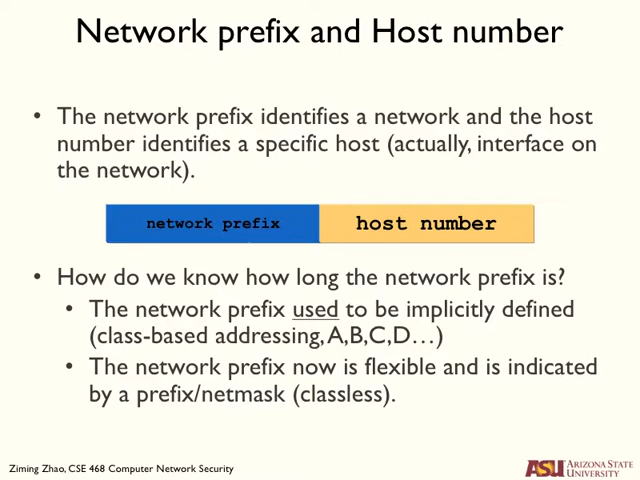 Network prefix and Host number
• The network prefix identifies a network and the host
number identifies a specific host (actually, interface on
the network).
network prefix host number
• How do we know how long the network prefix is?
• The network prefix used to be implicitly defined
(class-based addressing, A,B,C,D…)
• The network prefix now is flexible and is indicated
by a prefix/netmask (classless).
Ziming Zhao, CSE 468 Computer Network Security
ASU ARIZONA STATE
UNIVERSITY